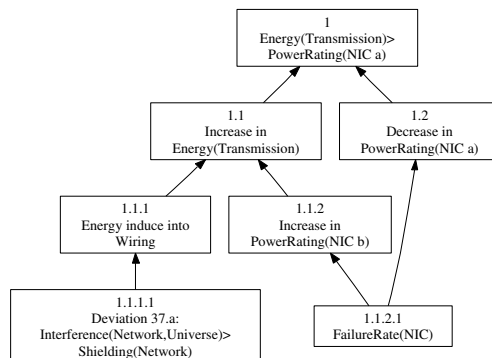 1
Energy(Transmission)>
PowerRating(NIC a)
1.1
Increase in
Energy(Transmission)
1.2
Decrease in
PowerRating(NIC a)
1.1.1
Energy induce into
Wiring
1.1.2
Increase in
PowerRating(NIC b)
1.1.1.1
Deviation 37.a:
Interference(Network,Universe)>
Shielding(Network)
1.1.2.1
FailureRate(NIC)